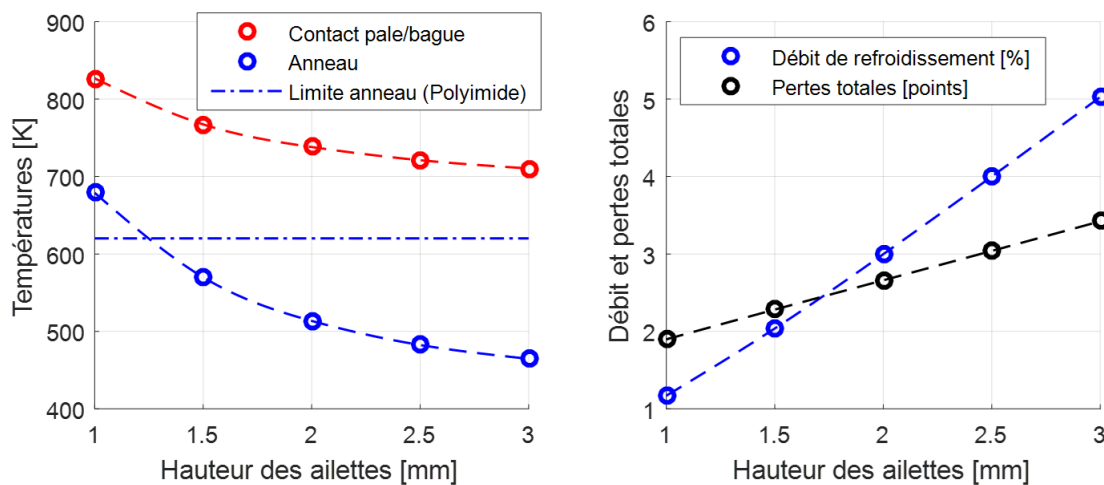 900
800
700
600
500
400
Températures [K]
Contact pale/bague
Anneau
Limite anneau (Polyimide)
1
1.5
2
2.5
3
Hauteur des ailettes [mm]
6
5
4
3
2
1
Débit et pertes totales
Débit de refroidissement [%]
Pertes totales [points]
1
1.5
2
2.5
3
Hauteur des ailettes [mm]